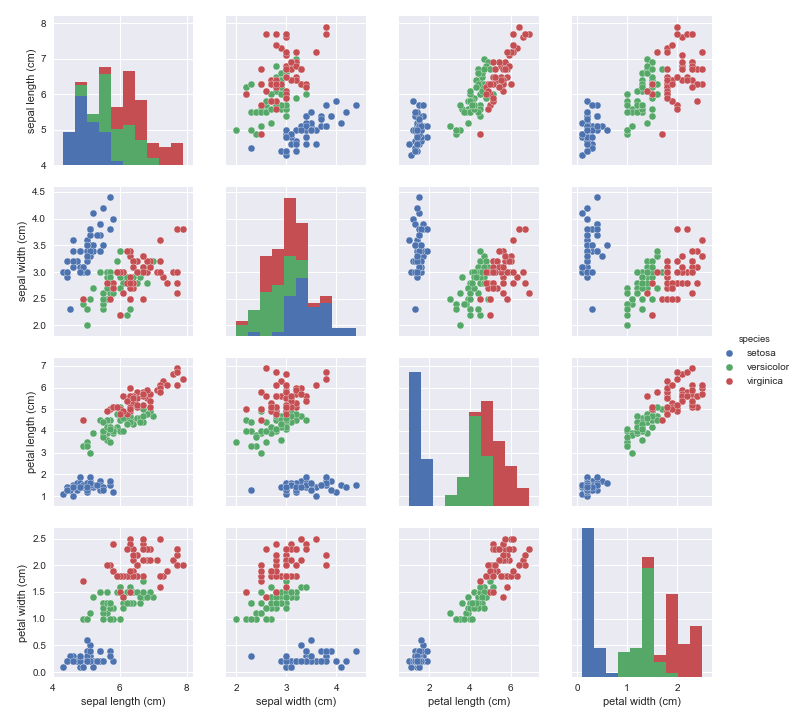 8
7
6
5
4
sepal length (cm)
4.5
4.0
3.5
3.0
2.5
2.0
sepal width (cm)
species
setosa
versicolor
virginica
7
6
5
4
3
2
1
petal length (cm)
2.5
2.0
1.5
1.0
0.5
0.0
petal width (cm)
4 6 8
2 3 4
2 4 6
0 1 2
sepal length (cm)
sepal width (cm)
petal length (cm)
petal width (cm)